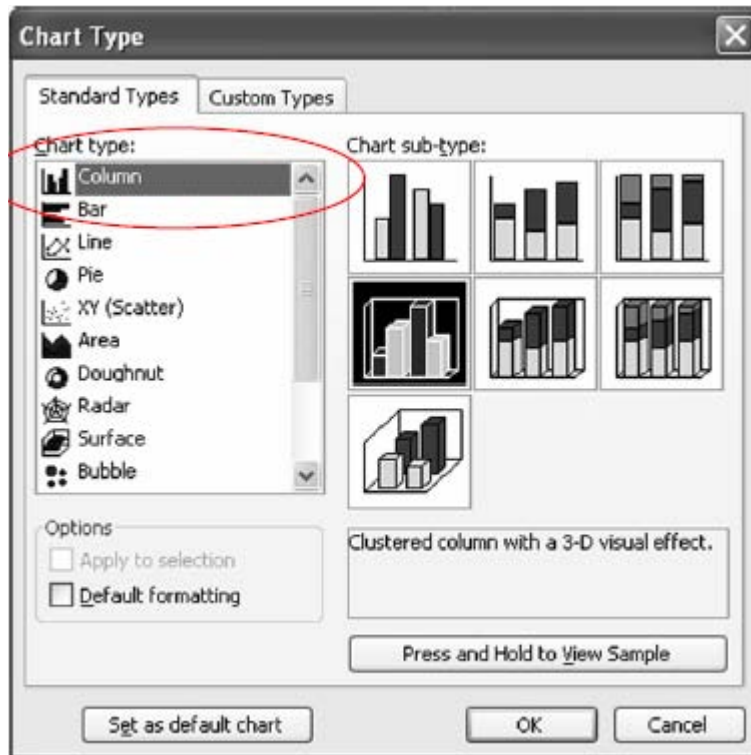 Chart Type
Standard Types
Custom Types
Chart type:
Column
Bar
Line
Pie
XY (Scatter)
Area
Doughnut
Radar
Surface
Bubble
Chart sub-type:
Options
Apply to selection
Default formatting
Clustered column with a 3-D visual effect.
Press and Hold to View Sample
Set as default chart
OK
Cancel